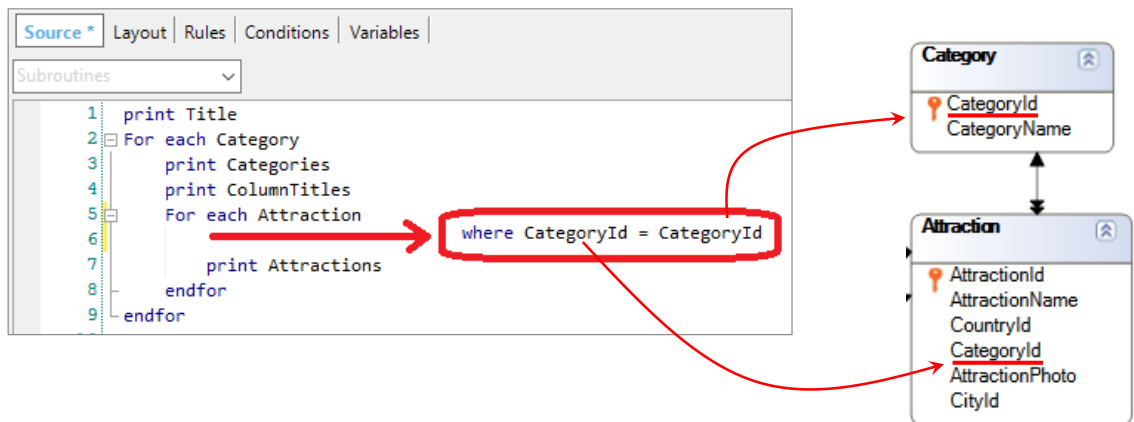 Source * Layout Rules Conditions Variables
Subroutines
1 print Title
2 For each Category
3 print Categories
4 print ColumnTitles
5 For each Attraction
6 where CategoryId = CategoryId
7 print Attractions
8 endfor
9 endfor
Category
CategoryId
CategoryName
Attraction
AttractionId
AttractionName
CountryId
CategoryId
AttractionPhoto
CityId